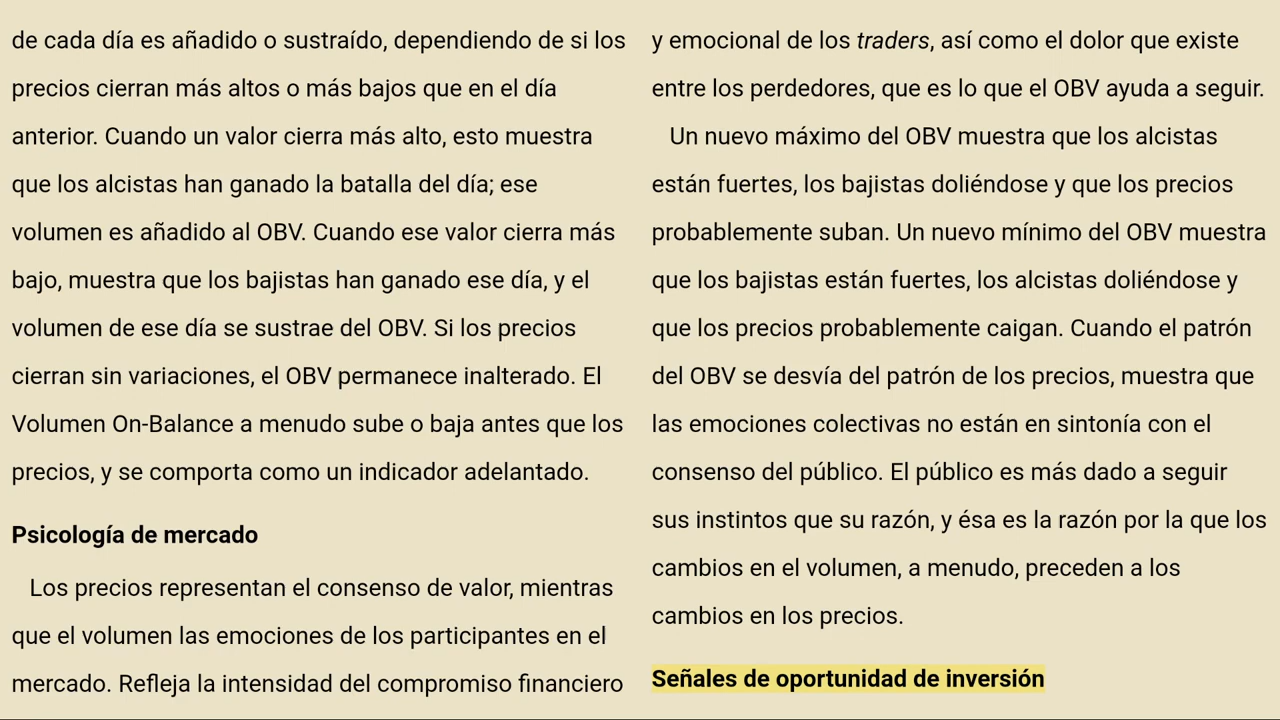 de cada día es añadido o sustraído, dependiendo de si los
precios cierran más altos o más bajos que en el día
anterior. Cuando un valor cierra más alto, esto muestra
que los alcistas han ganado la batalla del día; ese
volumen es añadido al OBV. Cuando ese valor cierra más
bajo, muestra que los bajistas han ganado ese día, y el
volumen de ese día se sustrae del OBV. Si los precios
cierran sin variaciones, el OBV permanece inalterado. El
Volumen On-Balance a menudo sube o baja antes que los
precios, y se comporta como un indicador adelantado.
Psicología de mercado
Los precios representan el consenso de valor, mientras
que el volumen las emociones de los participantes en el
mercado. Refleja la intensidad del compromiso financiero
y emocional de los traders, así como el dolor que existe
entre los perdedores, que es lo que el OBV ayuda a seguir.
Un nuevo máximo del OBV muestra que los alcistas
están fuertes, los bajistas doliéndose y que los precios
probablemente suban. Un nuevo mínimo del OBV muestra
que los bajistas están fuertes, los alcistas doliéndose y
que los precios probablemente caigan. Cuando el patrón
del OBV se desvía del patrón de los precios, muestra que
las emociones colectivas no están en sintonía con el
consenso del público. El público es más dado a seguir
sus instintos que su razón, y ésa es la razón por la que los
cambios en el volumen, a menudo, preceden a los
cambios en los precios.
Señales de oportunidad de inversión